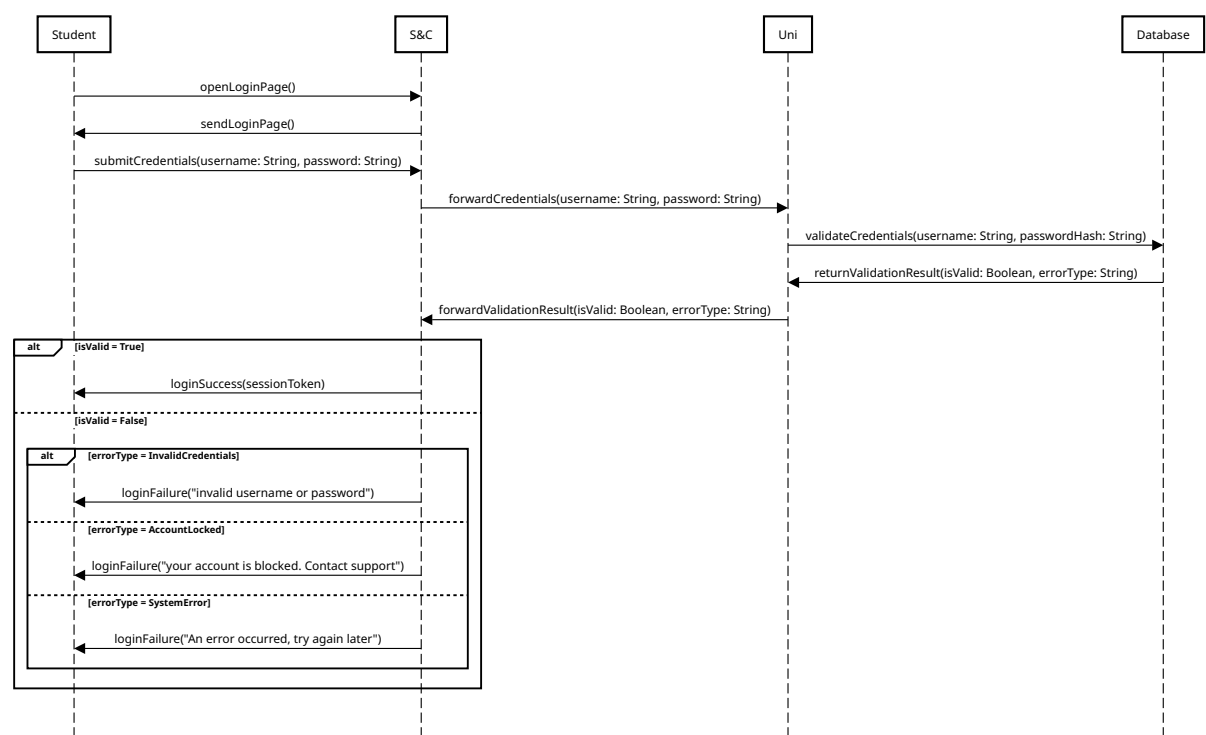 Student
S&C
Uni
Database
openLoginPage()
sendLoginPage()
submitCredentials(username: String, password: String)
forwardCredentials(username: String, password: String)
validateCredentials(username: String, passwordHash: String)
returnValidationResult(isValid: Boolean, errorType: String)
forwardValidationResult(isValid: Boolean, errorType: String)
alt [isValid = True]
loginSuccess(sessionToken)
[isValid = False]
alt [errorType = InvalidCredentials]
loginFailure("invalid username or password")
[errorType = AccountLocked]
loginFailure("your account is blocked. Contact support")
[errorType = SystemError]
loginFailure("An error occurred, try again later")